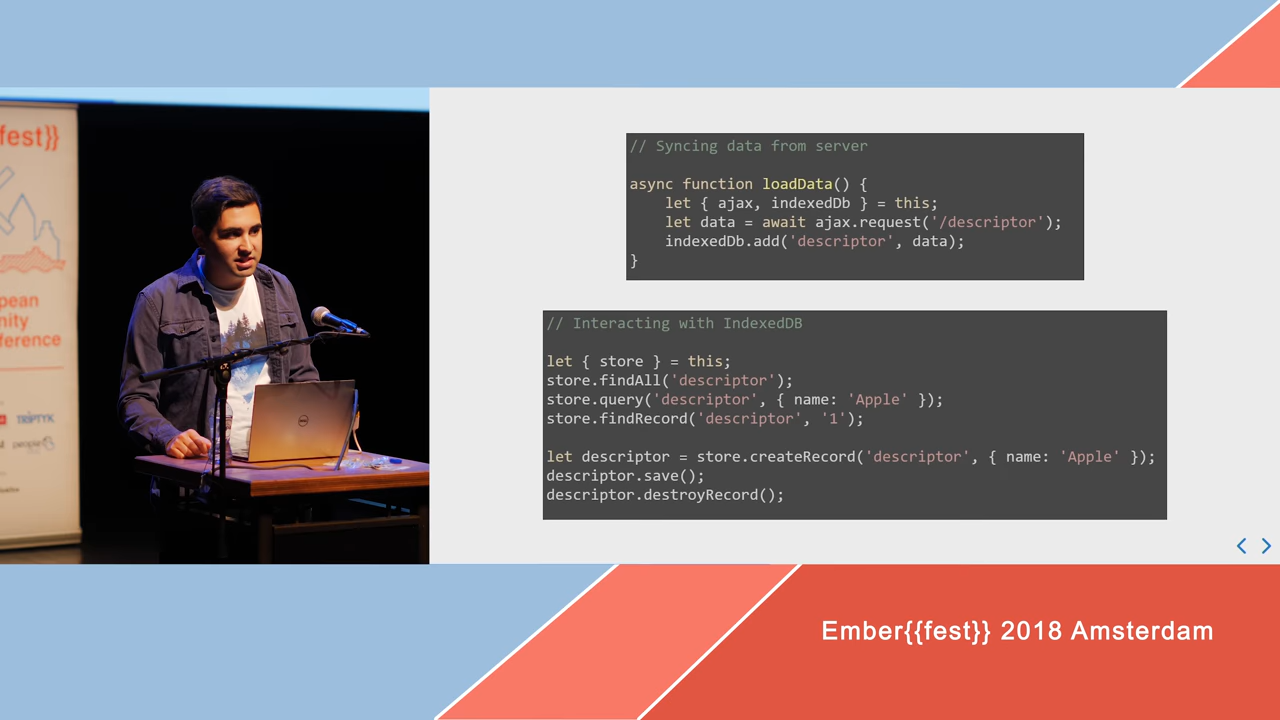 fest}}
pean
nity
ference
TRIPTYK
people
// Syncing data from server
async function loadData() {
let { ajax, indexedDb } = this;
let data = await ajax.request('/descriptor');
indexedDb.add('descriptor', data);
}
// Interacting with IndexedDB
let { store } = this;
store.findAll('descriptor');
store.query('descriptor', { name: 'Apple' });
store.findRecord('descriptor', '1');
let descriptor = store.createRecord('descriptor', { name: 'Apple' });
descriptor.save();
descriptor.destroyRecord();
Ember{{fest}} 2018 Amsterdam